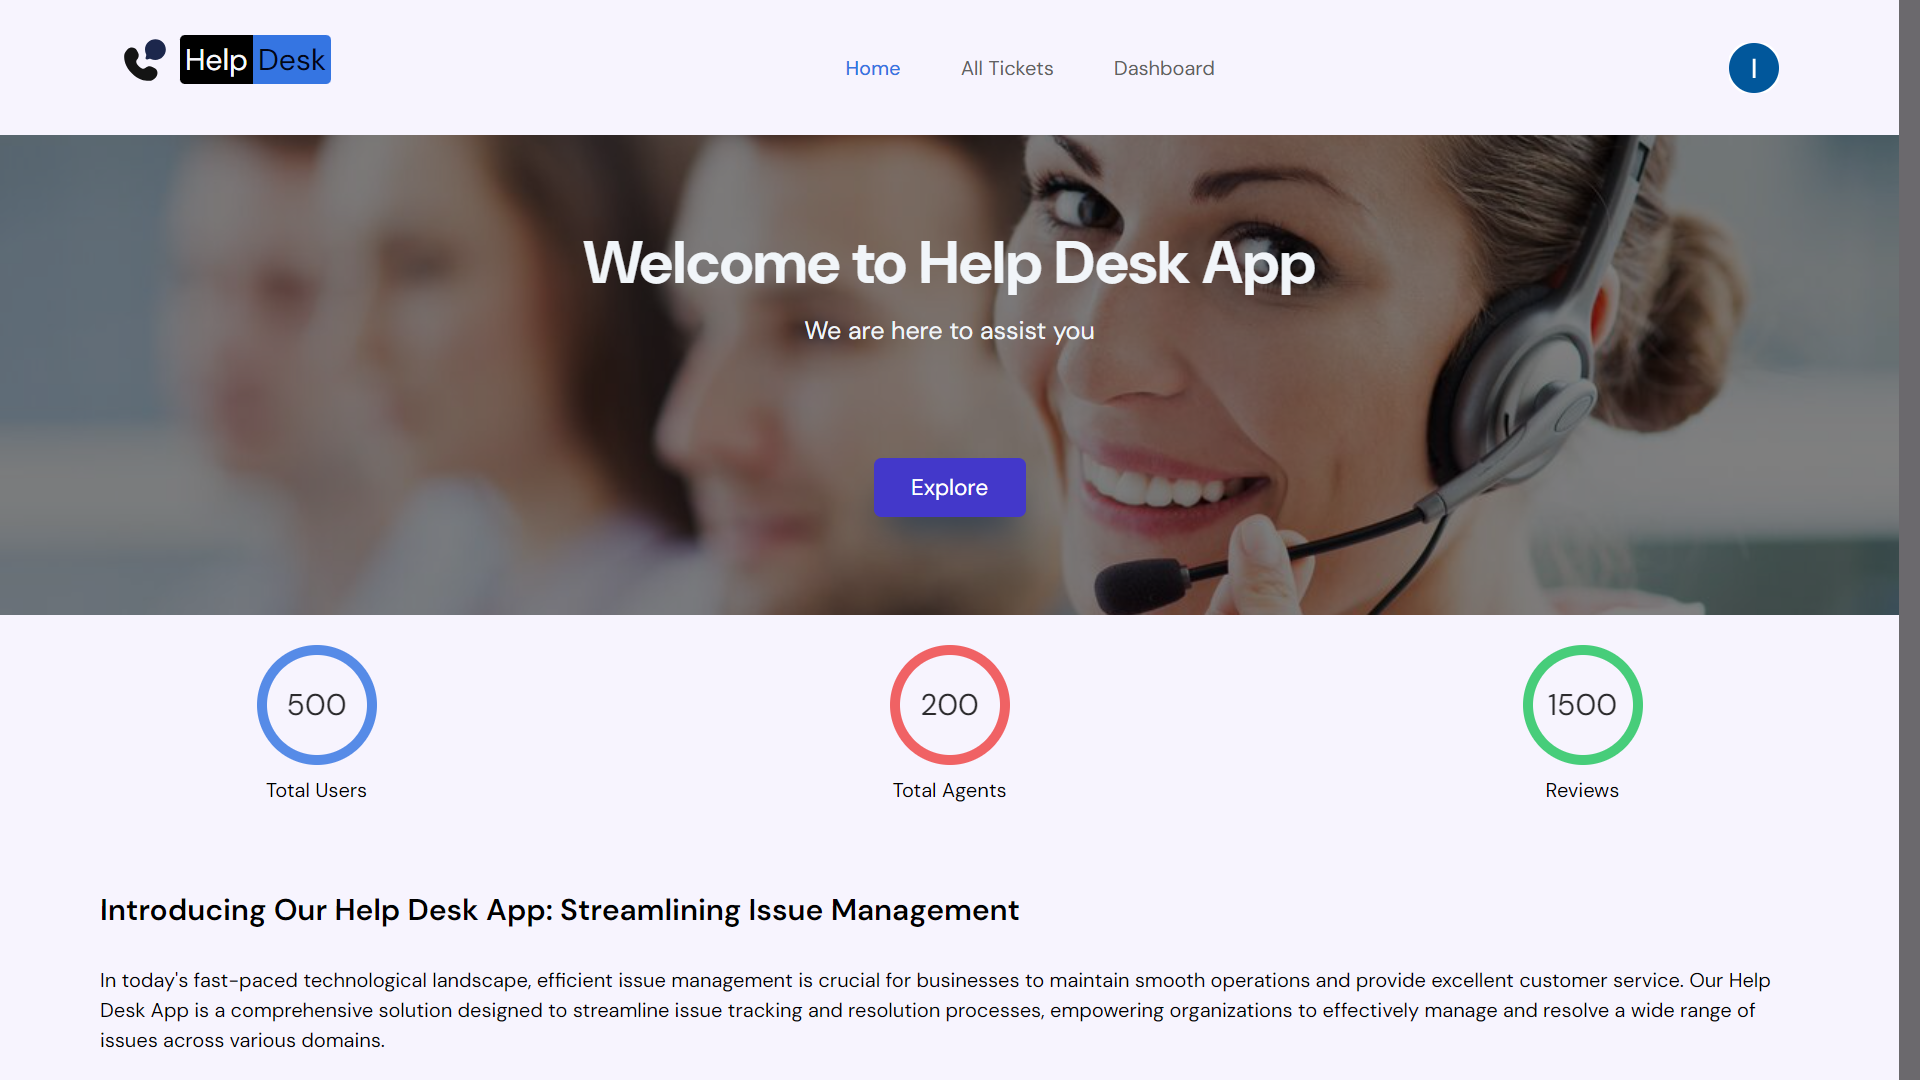 Help Desk
Home
All Tickets
Dashboard
I
Welcome to Help Desk App
We are here to assist you
Explore
500
200
1500
Total Users
Total Agents
Reviews
Introducing Our Help Desk App: Streamlining Issue Management
In today's fast-paced technological landscape, efficient issue management is crucial for businesses to maintain smooth operations and provide excellent customer service. Our Help
Desk App is a comprehensive solution designed to streamline issue tracking and resolution processes, empowering organizations to effectively manage and resolve a wide range of
issues across various domains.